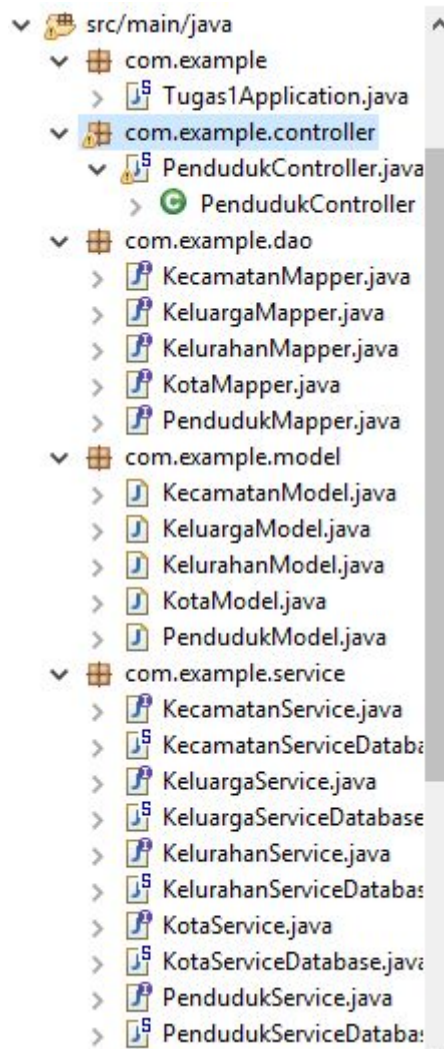 src/main/java
com.example
Tugas1Application.java
com.example.controller
PendudukController.java
PendudukController
com.example.dao
KecamatanMapper.java
KeluargaMapper.java
KelurahanMapper.java
KotaMapper.java
PendudukMapper.java
com.example.model
KecamatanModel.java
KeluargaModel.java
KelurahanModel.java
KotaModel.java
PendudukModel.java
com.example.service
KecamatanService.java
KecamatanServiceDataba
KeluargaService.java
KeluargaServiceDatabase
KelurahanService.java
KelurahanServiceDatabas
KotaService.java
KotaServiceDatabase.java
PendudukService.java
PendudukServiceDatabas